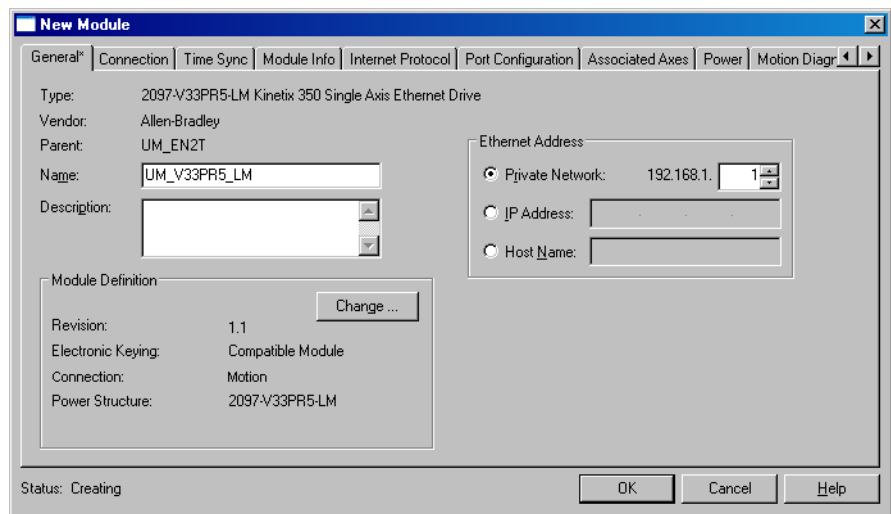 New Module
General* Connection Time Sync Module Info Internet Protocol Port Configuration Associated Axes Power Motion Diagr
Type: 2097-V33PR5-LM Kinetix 350 Single Axis Ethernet Drive
Vendor: Allen-Bradley
Parent: UM_EN2T
Name: UM_V33PR5_LM
Description:
Ethernet Address
Private Network: 192.168.1. 1
IP Address: . . .
Host Name:
Module Definition
Change ...
Revision: 1.1
Electronic Keying: Compatible Module
Connection: Motion
Power Structure: 2097-V33PR5-LM
Status: Creating
OK Cancel Help